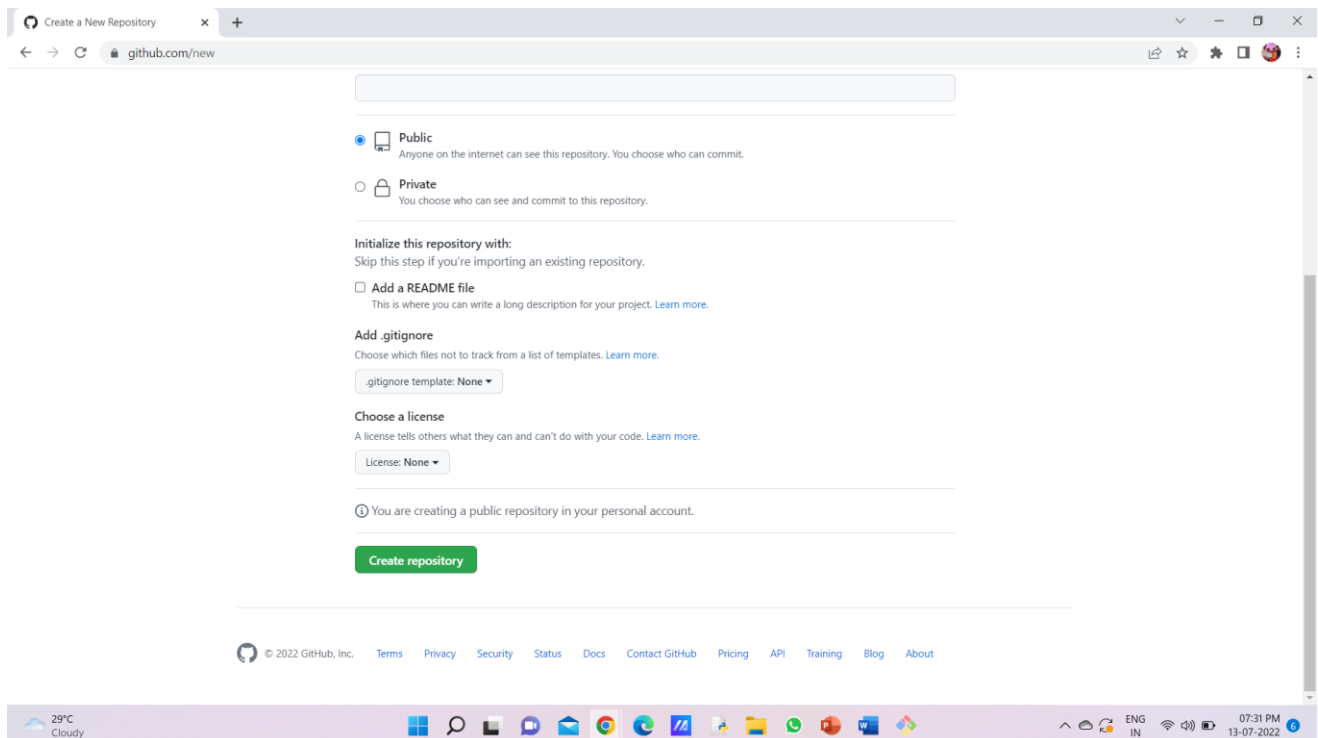 Create a New Repository
github.com/new
Public
Anyone on the internet can see this repository. You choose who can commit.
Private
You choose who can see and commit to this repository.
Initialize this repository with:
Skip this step if you're importing an existing repository.
Add a README file
This is where you can write a long description for your project. Learn more.
Add .gitignore
Choose which files not to track from a list of templates. Learn more.
.gitignore template: None
Choose a license
A license tells others what they can and can't do with your code. Learn more.
License: None
You are creating a public repository in your personal account.
Create repository
© 2022 GitHub, Inc. Terms Privacy Security Status Docs Contact GitHub Pricing API Training Blog About
29°C
Cloudy
ENG
IN
07:31 PM
13-07-2022
6